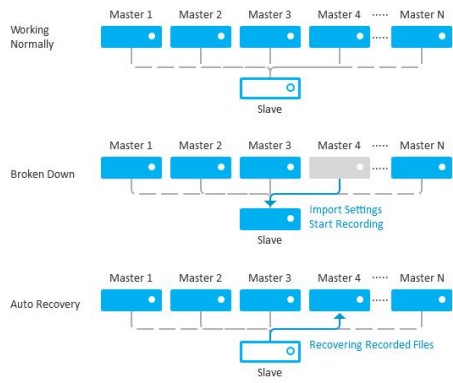 Master 1 Master 2 Master 3 Master 4 ..... Master N
Working
Normally
.....
Slave
Master 1 Master 2 Master 3 Master 4 ..... Master N
Broken Down
.....
Import Settings
Start Recording
Slave
Master 1 Master 2 Master 3 Master 4 ..... Master N
Auto Recovery
.....
Recovering Recorded Files
Slave